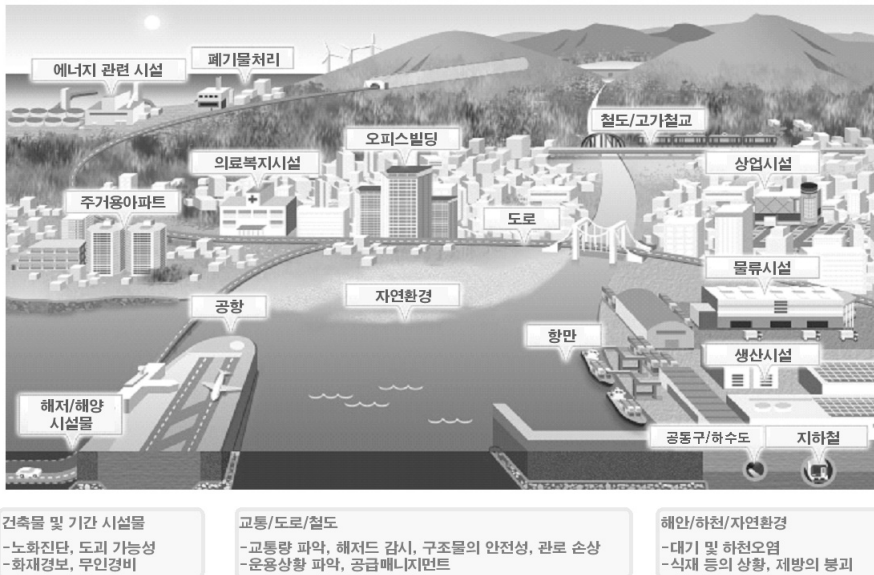 에너지 관련 시설
폐기물처리
철도/고가철교
오피스빌딩
의료복지시설
상업시설
주거용아파트
도로
물류시설
자연환경
공항
항만
생산시설
해저/해양
시설물
공동구/하수도
지하철
건축물 및 기간 시설물
-노화진단, 도괴 가능성
-화재경보, 무인경비
교통/도로/철도
-교통량 파악, 해저드 감시, 구조물의 안전성, 관로 손상
-운용상황 파악, 공급매니지먼트
해안/하천/자연환경
-대기 및 하천오염
-식재 등의 상황, 제방의 붕괴